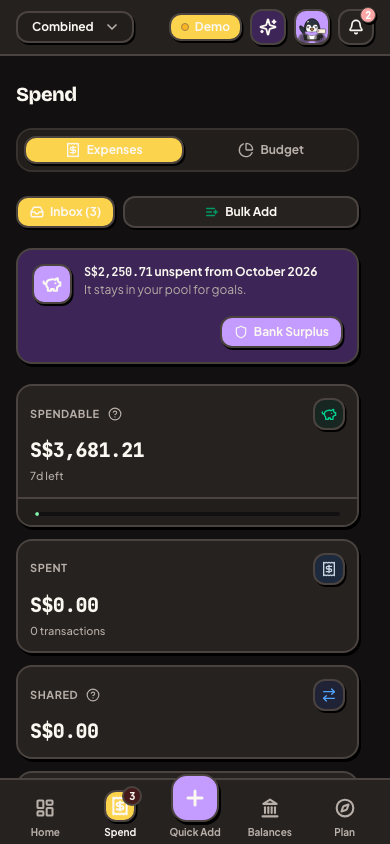 Combined
Demo
2
Spend
Expenses
Budget
Inbox (3)
Bulk Add
S$2,250.71 unspent from October 2026
It stays in your pool for goals.
Bank Surplus
SPENDABLE
S$3,681.21
7d left
SPENT
S$0.00
0 transactions
SHARED
S$0.00
3
Home
Spend
Quick Add
Balances
Plan